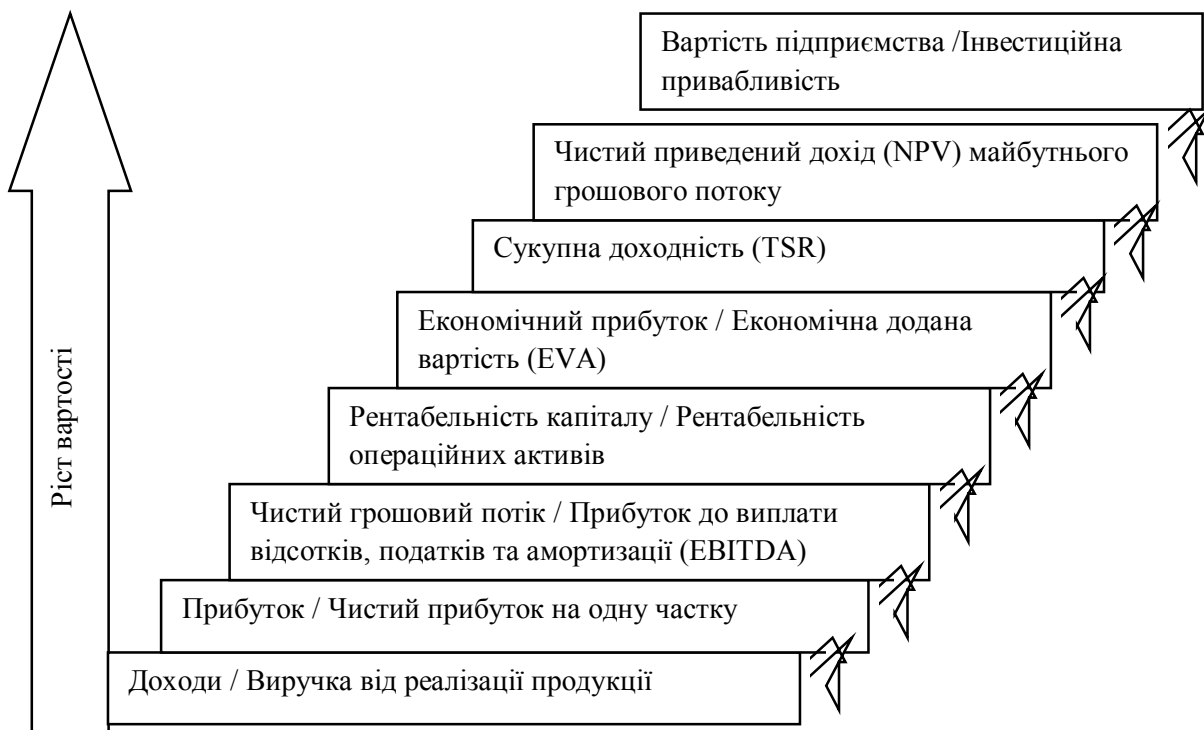 Вартість підприємства /Інвестиційна
привабливість
Чистий приведений дохід (NPV) майбутнього
грошового потоку
Сукупна доходність (TSR)
Економічний прибуток / Економічна додана
вартість (EVA)
Рентабельність капіталу / Рентабельність
операційних активів
Чистий грошовий потік / Прибуток до виплати
відсотків, податків та амортизації (EBITDA)
Прибуток / Чистий прибуток на одну частку
Доходи / Виручка від реалізації продукції
Ріст вартості